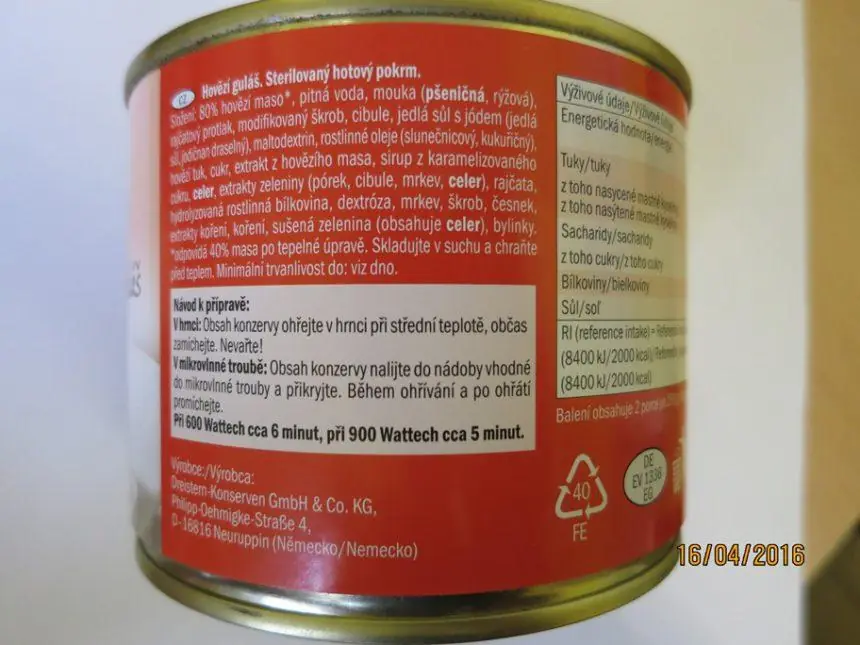 CZ
Hovězí guláš. Sterilovaný hotový pokrm.
Složení: 80% hovězí maso*, pitná voda, mouka (pšeničná, rýžová),
rajčatový protlak, modifikovaný škrob, cibule, jedlá sůl s jódem (jedlá
sůl, jodičnan draselný), maltodextrin, rostlinné oleje (slunečnicový, kukuřičný),
hovězí tuk, cukr, extrakt z hovězího masa, sirup z karamelizovaného
cukru, celer, extrakty zeleniny (pórek, cibule, mrkev, celer), rajčata,
hydrolyzovaná rostlinná bílkovina, dextróza, mrkev, škrob, česnek,
extrakty koření, koření, sušená zelenina (obsahuje celer), bylinky.
*odpovídá 40% masa po tepelné úpravě. Skladujte v suchu a chraňte
před teplem. Minimální trvanlivost do: viz dno.
Návod k přípravě:
V hrnci: Obsah konzervy ohřejte v hrnci při střední teplotě, občas
zamíchejte. Nevařte!
V mikrovlnné troubě: Obsah konzervy nalijte do nádoby vhodné
do mikrovlnné trouby a přikryjte. Během ohřívání a po ohřátí
promíchejte.
Při 600 Wattech cca 6 minut, při 900 Wattech cca 5 minut.
Výrobce:/Výrobca:
Dreistern-Konserven GmbH & Co. KG,
Philipp-Oehmigke-Straße 4,
D-16816 Neuruppin (Německo/Nemecko)
Výživové údaje/Výživové
Energetická hodnota/energia
Tuky/tuky
z toho nasycené mastné
z toho nasýtené mastné
Sacharidy/sacharidy
z toho cukry/z toho cukry
Bílkoviny/bielkoviny
Sůl/soľ
RI (reference intake) =
(8400 kJ/2000 kcal)
(8400 kJ/2000 kcal)
Balení obsahuje 2 porce
40
FE
DE
EV 1338
EG
16/04/2016